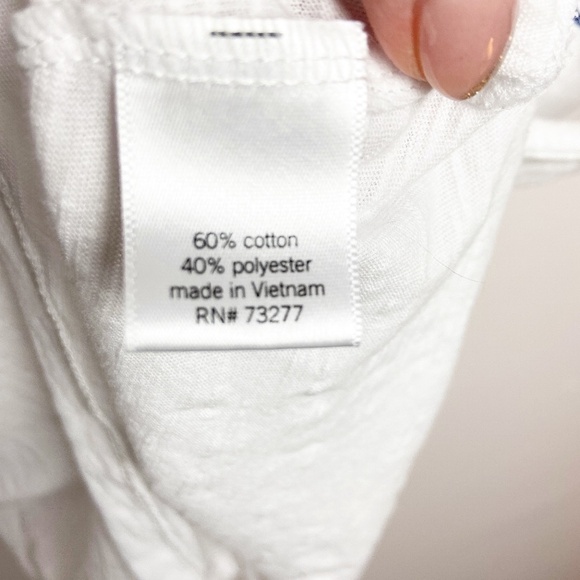 60% cotton
40% polyester
made in Vietnam
RN# 73277